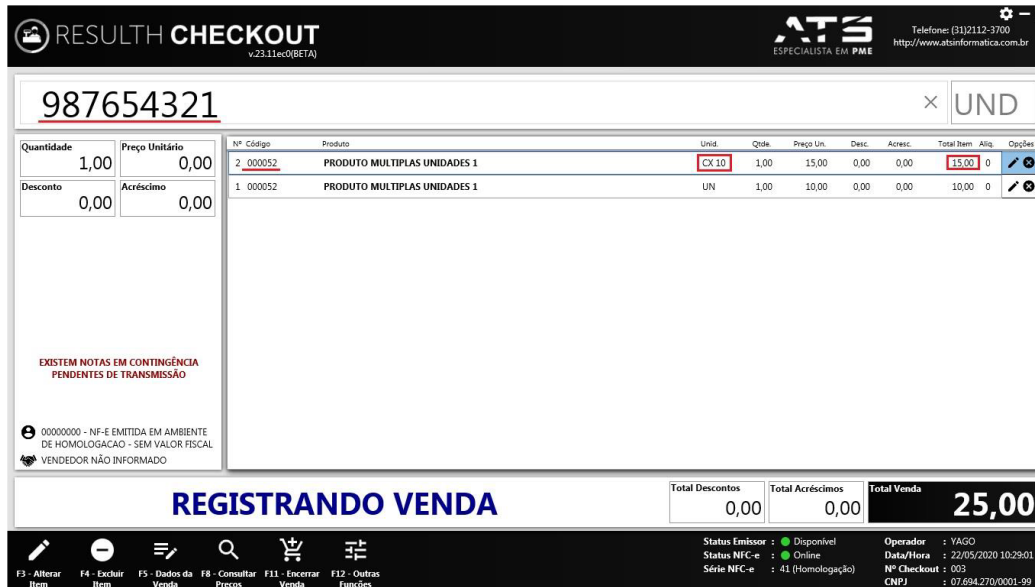 RESULTH CHECKOUT
v.23.11ec0(BETA)
ATS
ESPECIALISTA EM PME
Telefone: (31)2112-3700
http://www.atsinformatica.com.br
987654321
× UND
Quantidade
1,00
Preço Unitário
0,00
Desconto
0,00
Acréscimo
0,00
Nº Código Produto Unid. Qtde. Preço Un. Desc. Acresc. Total Item Aliq. Opções
2 000052 PRODUTO MULTIPLAS UNIDADES 1 CX 10 1,00 15,00 0,00 0,00 15,00 0
1 000052 PRODUTO MULTIPLAS UNIDADES 1 UN 1,00 10,00 0,00 0,00 10,00 0
EXISTEM NOTAS EM CONTINGÊNCIA
PENDENTES DE TRANSMISSÃO
00000000 - NF-E EMITIDA EM AMBIENTE
DE HOMOLOGACAO - SEM VALOR FISCAL
VENDEDOR NÃO INFORMADO
REGISTRANDO VENDA
Total Descontos
0,00
Total Acréscimos
0,00
Total Venda
25,00
F3 - Alterar
Item
F4 - Excluir
Item
F5 - Dados da
Venda
F8 - Consultar
Preços
F11 - Encerrar
Venda
F12 - Outras
Funções
Status Emissor : Disponível
Status NFC-e : Online
Série NFC-e : 41 (Homologação)
Operador : YAGO
Data/Hora : 22/05/2020 10:29:01
Nº Checkout : 003
CNPJ : 07.694.270/0001-99